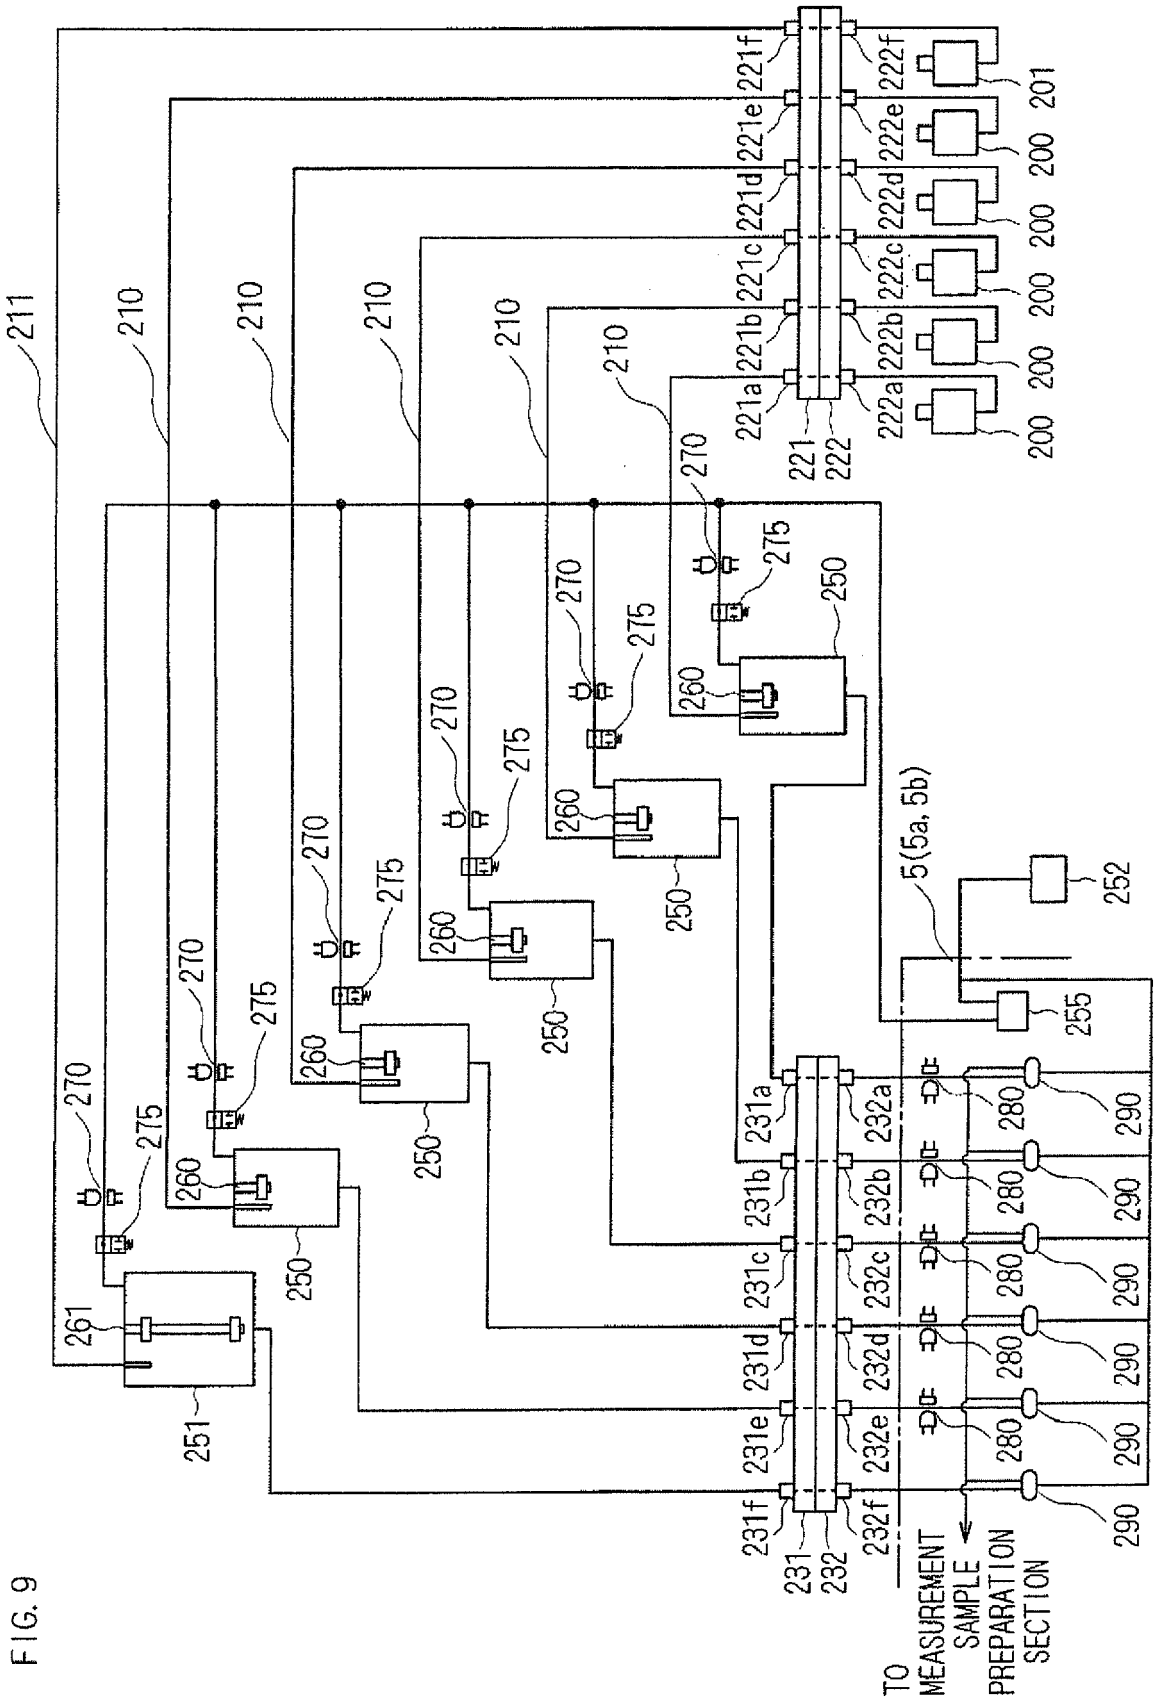 FIG. 9
211
261
270
275
210
251
260
270
275
210
250
260
270
275
210
250
260
270
275
210
250
260
270
275
210
250
260
270
275
250
231f
231e
231d
231c
231b
231a
221a
221b
221c
221d
221e
221f
231
232
221
222
232f
232e
232d
232c
232b
232a
222a
222b
222c
222d
222e
222f
5(5a, 5b)
TO
MEASUREMENT
SAMPLE
PREPARATION
SECTION
280
280
280
280
280
200
200
200
200
200
201
255
252
290
290
290
290
290
290